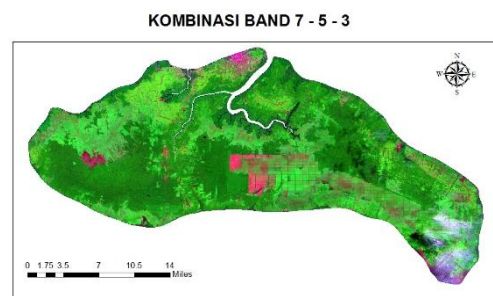 KOMBINASI BAND 7 - 5 - 3
N
W E
S
0 1.75 3.5 7 10.5 14
Miles